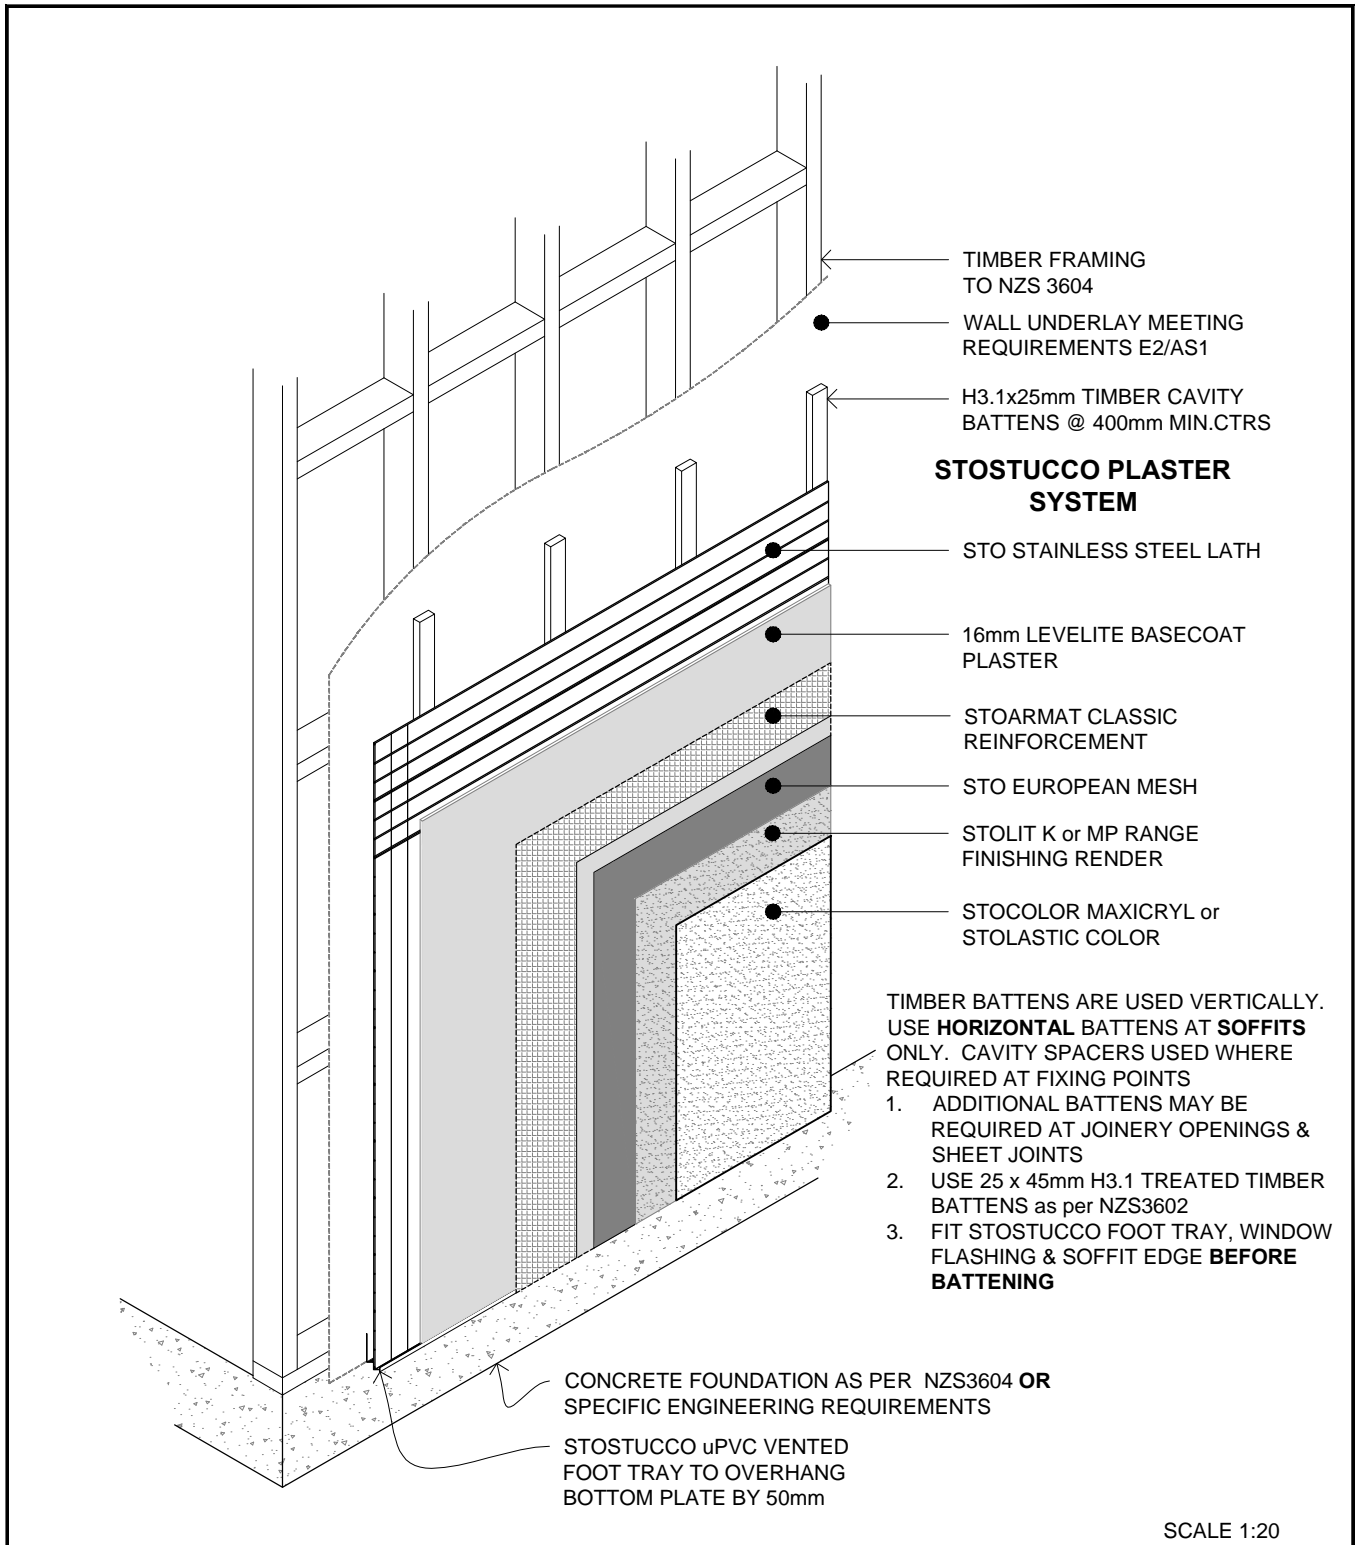 TIMBER FRAMING
TO NZS 3604
WALL UNDERLAY MEETING
REQUIREMENTS E2/AS1
H3.1x25mm TIMBER CAVITY
BATTENS @ 400mm MIN.CTRS
STOSTUCCO PLASTER
SYSTEM
STO STAINLESS STEEL LATH
16mm LEVELITE BASECOAT
PLASTER
STOARMAT CLASSIC
REINFORCEMENT
STO EUROPEAN MESH
STOLIT K or MP RANGE
FINISHING RENDER
STOCOLOR MAXICRYL or
STOLASTIC COLOR
TIMBER BATTENS ARE USED VERTICALLY.
USE HORIZONTAL BATTENS AT SOFFITS
ONLY. CAVITY SPACERS USED WHERE
REQUIRED AT FIXING POINTS
1. ADDITIONAL BATTENS MAY BE
REQUIRED AT JOINERY OPENINGS &
SHEET JOINTS
2. USE 25 x 45mm H3.1 TREATED TIMBER
BATTENS as per NZS3602
3. FIT STOSTUCCO FOOT TRAY, WINDOW
FLASHING & SOFFIT EDGE BEFORE
BATTENING
CONCRETE FOUNDATION AS PER NZS3604 OR
SPECIFIC ENGINEERING REQUIREMENTS
STOSTUCCO uPVC VENTED
FOOT TRAY TO OVERHANG
BOTTOM PLATE BY 50mm
SCALE 1:20